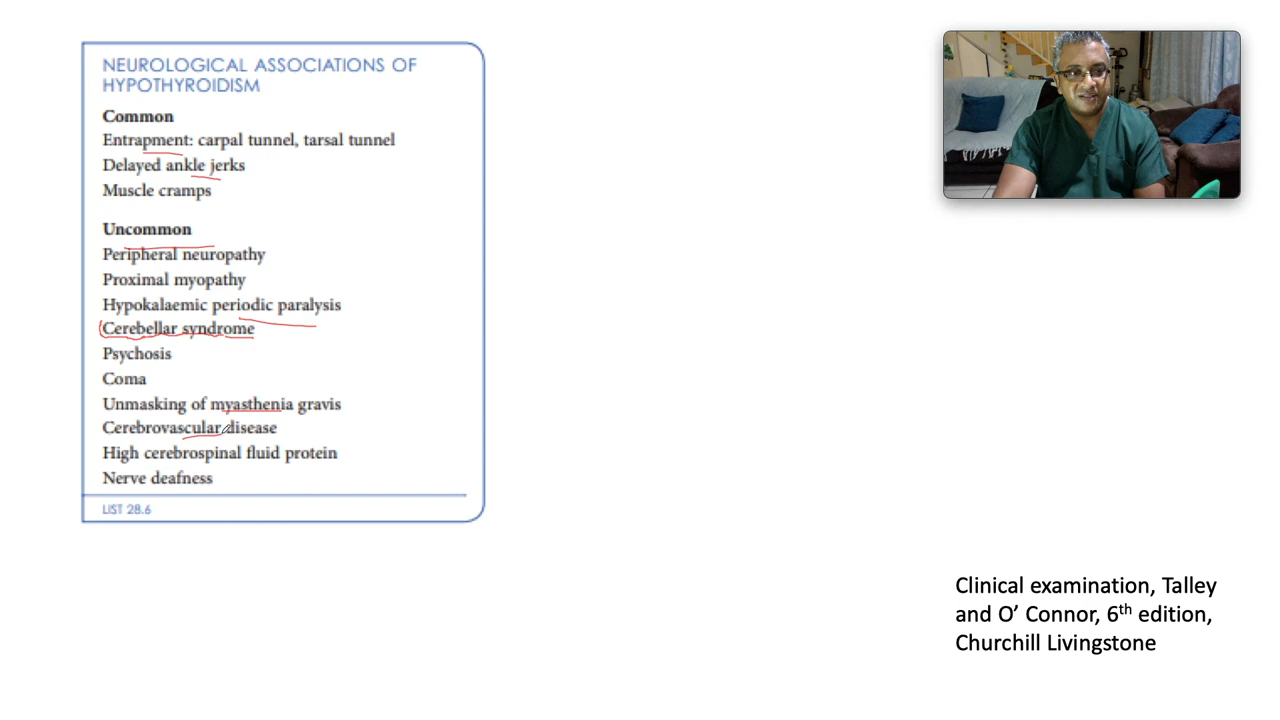 NEUROLOGICAL ASSOCIATIONS OF
HYPOTHYROIDISM
Common
Entrapment: carpal tunnel, tarsal tunnel
Delayed ankle jerks
Muscle cramps
Uncommon
Peripheral neuropathy
Proximal myopathy
Hypokalaemic periodic paralysis
Cerebellar syndrome
Psychosis
Coma
Unmasking of myasthenia gravis
Cerebrovascular disease
High cerebrospinal fluid protein
Nerve deafness
LIST 28.6
Clinical examination, Talley
and O’ Connor, 6th edition,
Churchill Livingstone